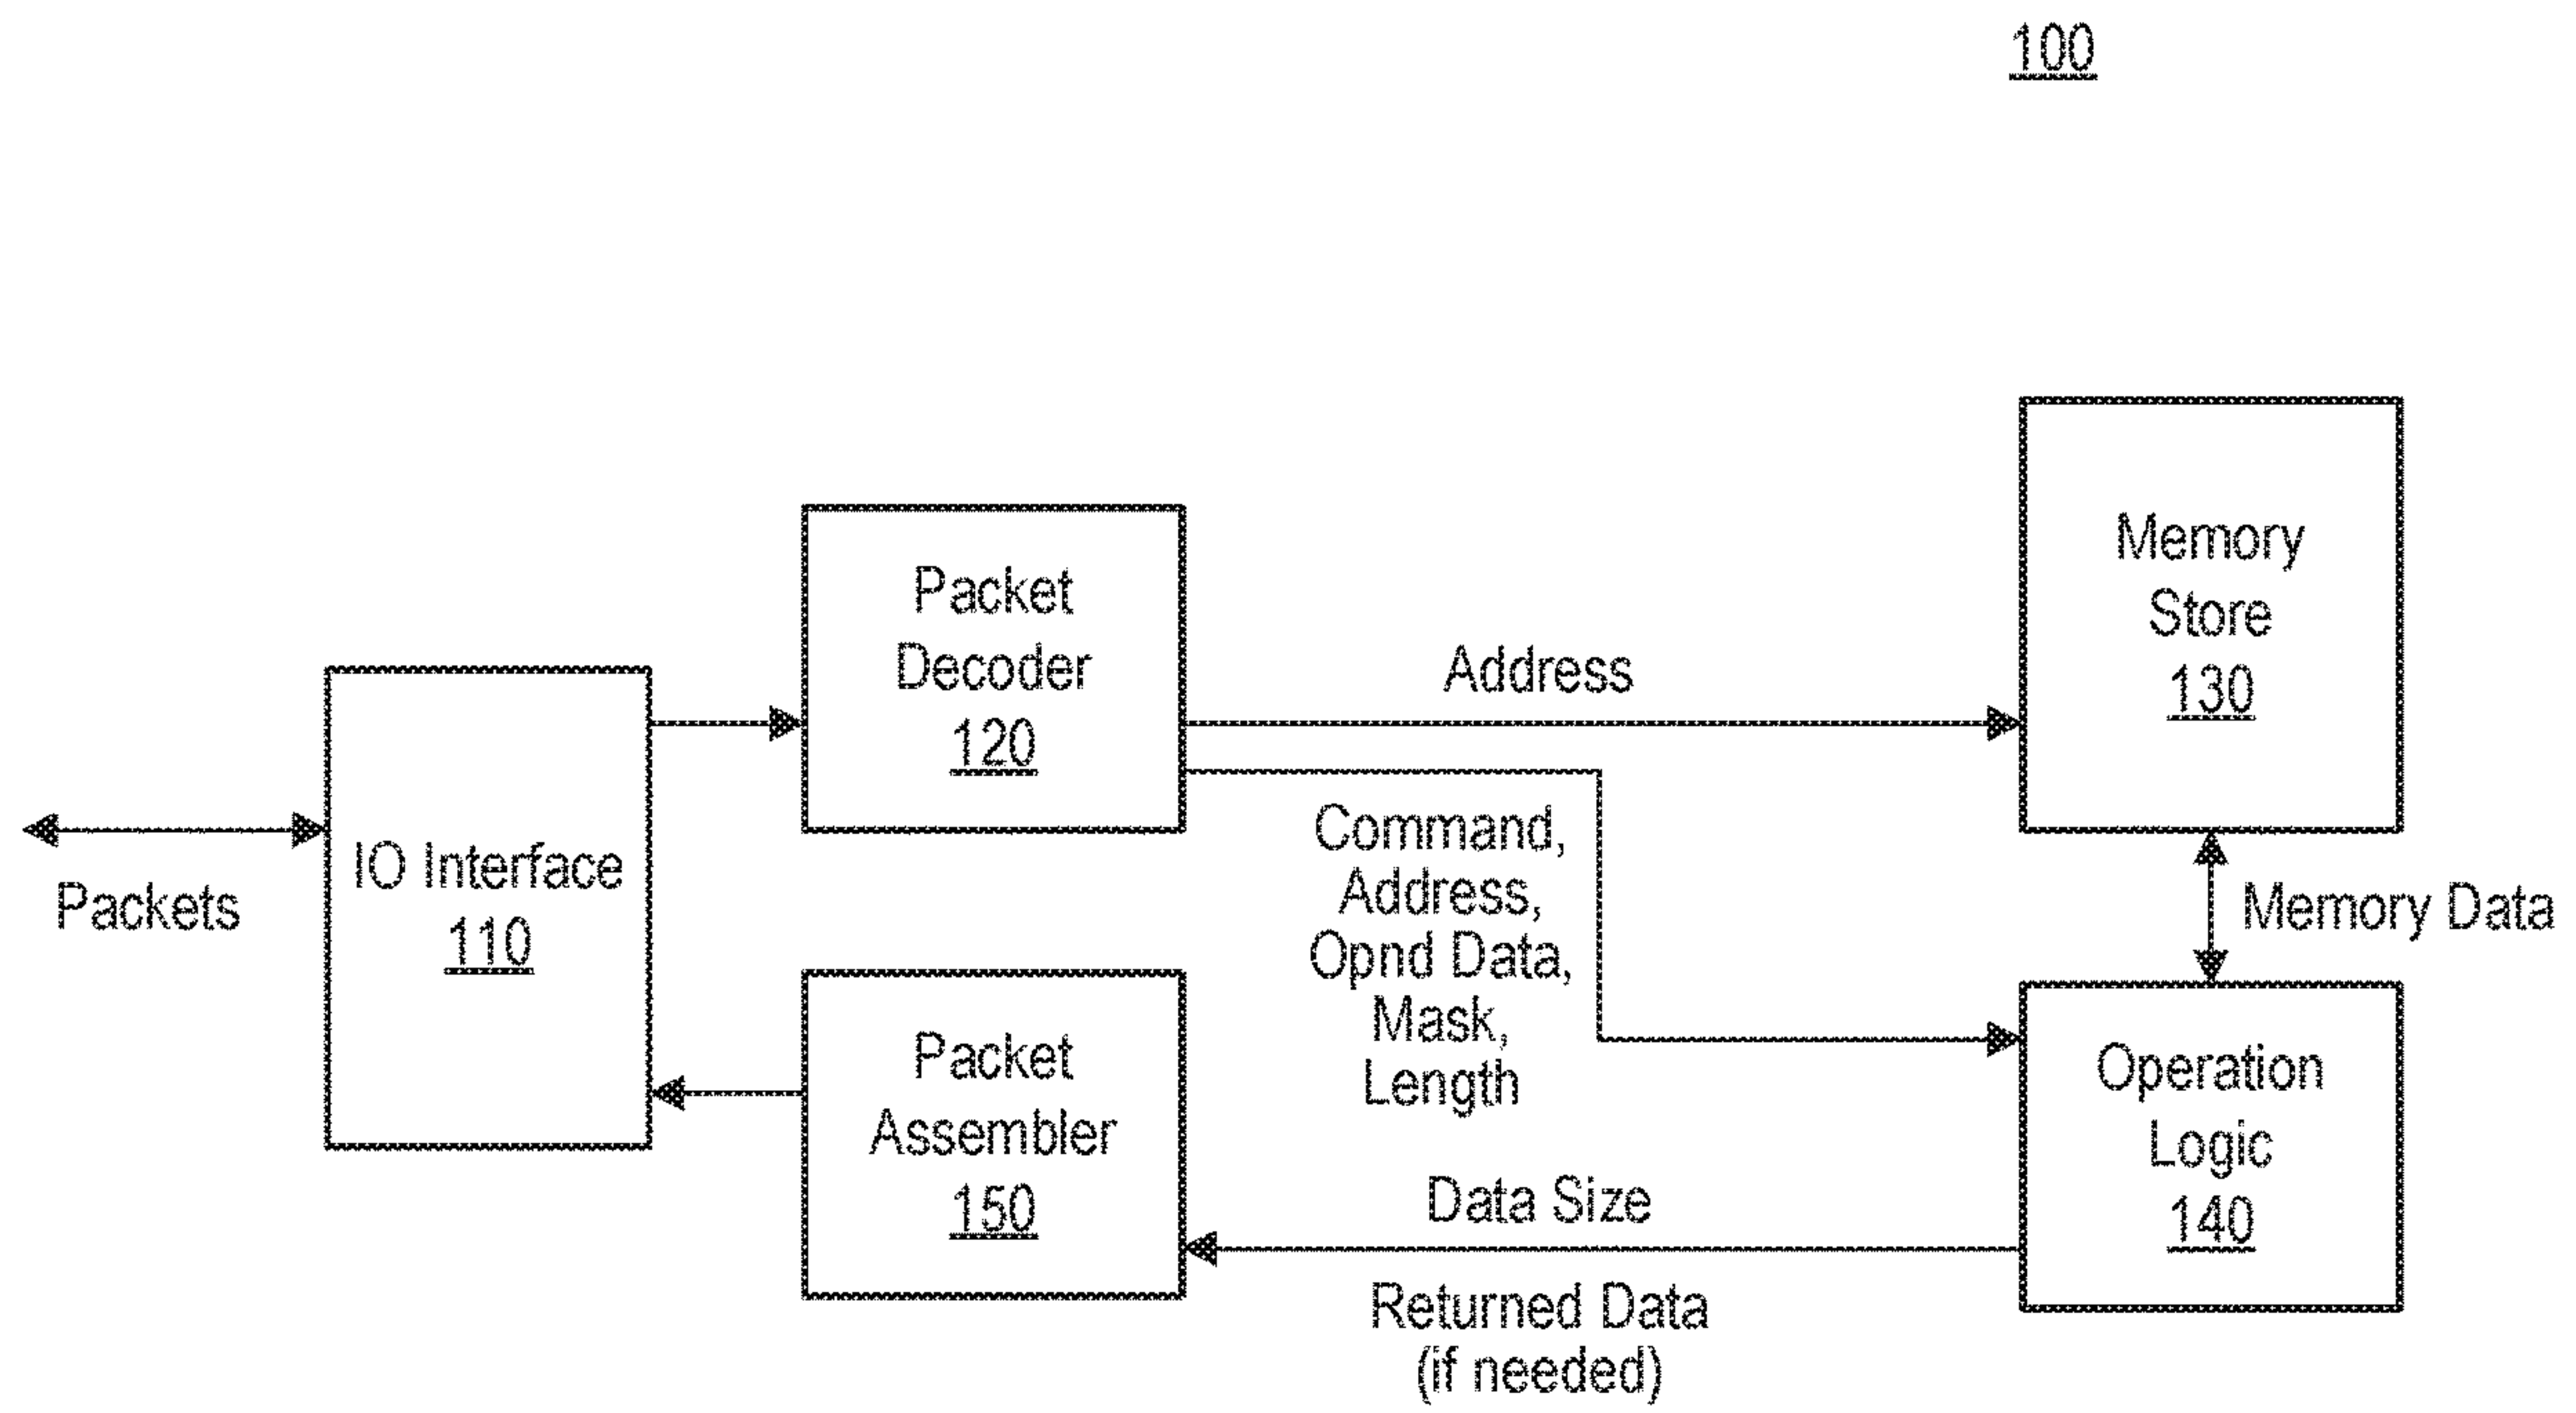 100
Packet
Decoder
120
Memory
Store
130
Address
Packets
IO Interface
110
Command,
Address,
Opnd Data,
Mask,
Length
Memory Data
Packet
Assembler
150
Operation
Logic
140
Data Size
Returned Data
(if needed)